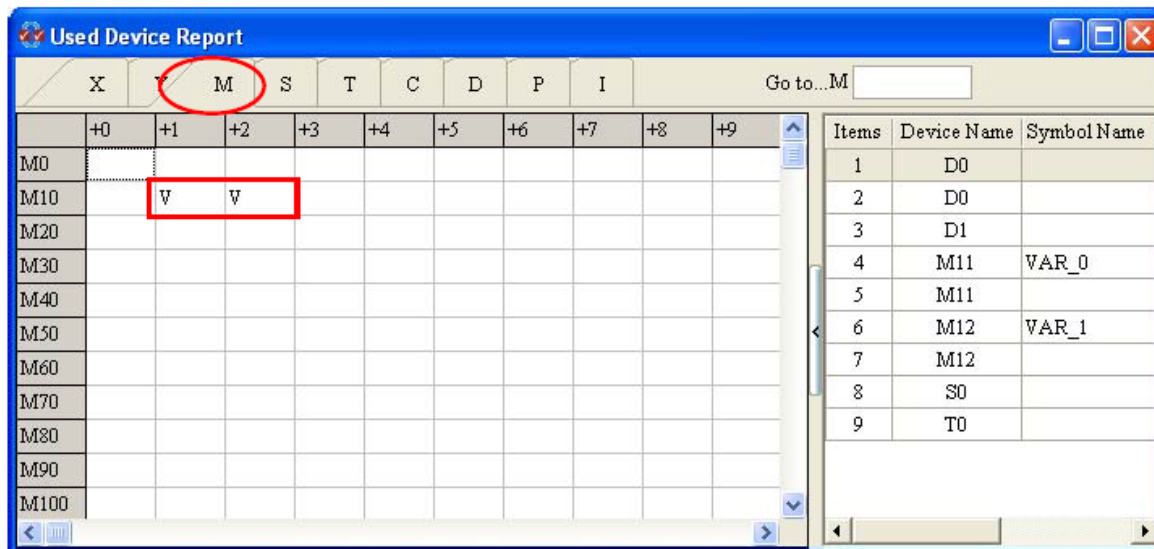 Used Device Report
X Y M S T C D P I Go to...M
+0 +1 +2 +3 +4 +5 +6 +7 +8 +9
M0
M10 V V
M20
M30
M40
M50
M60
M70
M80
M90
M100
Items Device Name Symbol Name
1 D0
2 D0
3 D1
4 M11 VAR_0
5 M11
6 M12 VAR_1
7 M12
8 S0
9 T0